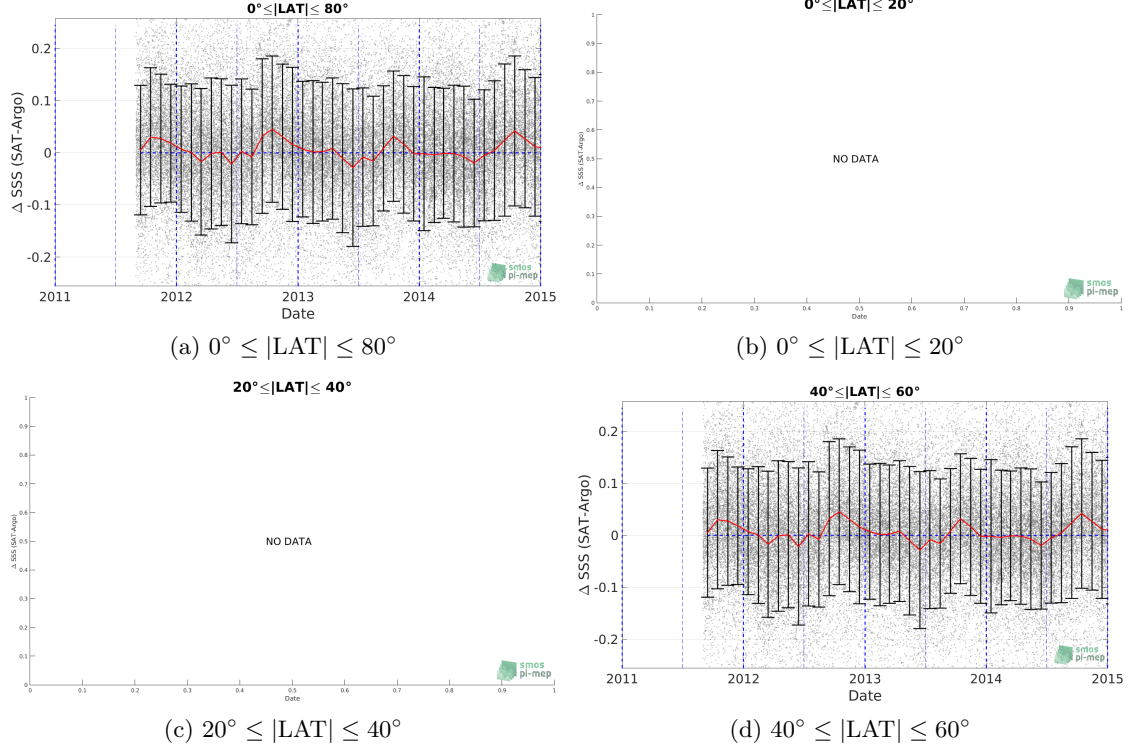 0°≤|LAT|≤ 80°
0.2
0.1
0
-0.1
-0.2
Δ SSS (SAT-Argo)
2011 2012 2013 2014 2015
Date
smos
pi-mep
(a) 0° ≤ |LAT| ≤ 80°
0°≤|LAT|≤ 20°
1
0.9
0.8
0.7
0.6
0.5
0.4
0.3
0.2
0.1
0
Δ SSS (SAT-Argo)
NO DATA
0 0.1 0.2 0.3 0.4 0.5 0.6 0.7 0.8 0.9 1
Date
smos
pi-mep
(b) 0° ≤ |LAT| ≤ 20°
20°≤|LAT|≤ 40°
1
0.9
0.8
0.7
0.6
0.5
0.4
0.3
0.2
0.1
0
Δ SSS (SAT-Argo)
NO DATA
0 0.1 0.2 0.3 0.4 0.5 0.6 0.7 0.8 0.9 1
Date
smos
pi-mep
(c) 20° ≤ |LAT| ≤ 40°
40°≤|LAT|≤ 60°
0.2
0.1
0
-0.1
-0.2
Δ SSS (SAT-Argo)
2011 2012 2013 2014 2015
Date
smos
pi-mep
(d) 40° ≤ |LAT| ≤ 60°